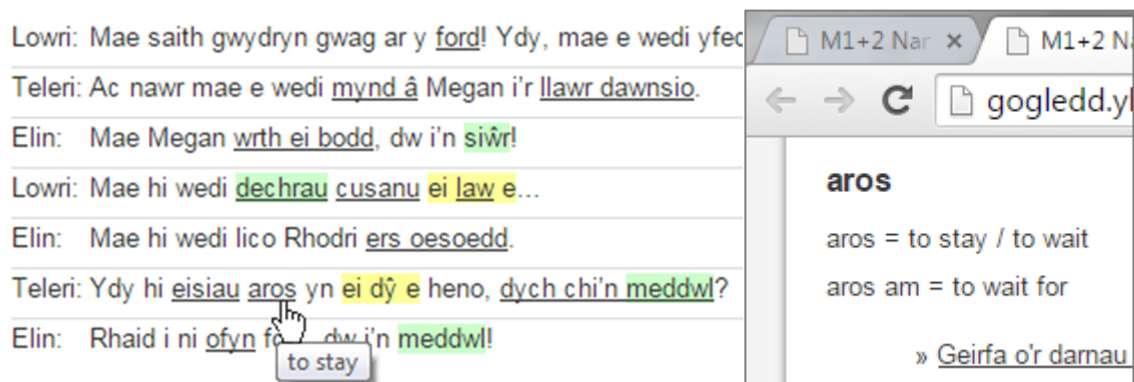 Lowri: Mae saith gwydryn gwag ar y ford! Ydy, mae e wedi yfed
Teleri: Ac nawr mae e wedi mynd â Megan i'r llawr dawnsio.
Elin: Mae Megan wrth ei bodd, dw i'n siŵr!
Lowri: Mae hi wedi dechrau cusanu ei law e...
Elin: Mae hi wedi lico Rhodri ers oesoedd.
Teleri: Ydy hi eisiau aros yn ei dŷ e heno, dych chi'n meddwl?
Elin: Rhaid i ni ofyn dw i'n meddwl!
to stay
M1+2 Nar
M1+2 Na
gogledd.yl
aros
aros = to stay / to wait
aros am = to wait for
» Geirfa o'r darnau